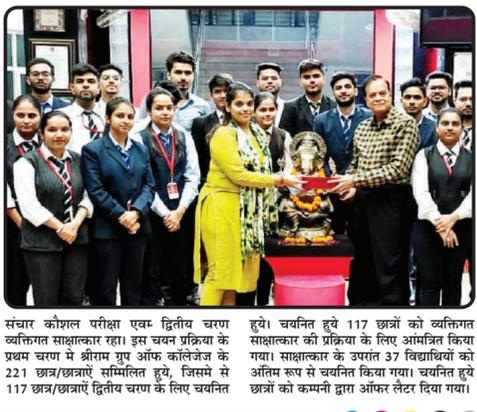 संचार कौशल परीक्षा एवम द्वितीय चरण
व्यक्तिगत साक्षात्कार रहा। इस चयन प्रक्रिया के
प्रथम चरण मे श्रीराम ग्रुप ऑफ कॉलेजेज के
221 छात्र/छात्राऐं सम्मिलित हुये, जिसमे से
117 छात्र/छात्राऐं द्वितीय चरण के लिए चयनित
हुये। चयनित हुये 117 छात्रों को व्यक्तिगत
साक्षात्कार की प्रक्रिया के लिए आंमत्रित किया
गया। साक्षात्कार के उपरांत 37 विद्यार्थियों को
अंतिम रूप से चयनित किया गया। चयनित हुये
छात्रों को कम्पनी द्वारा ऑफर लैटर दिया गया।